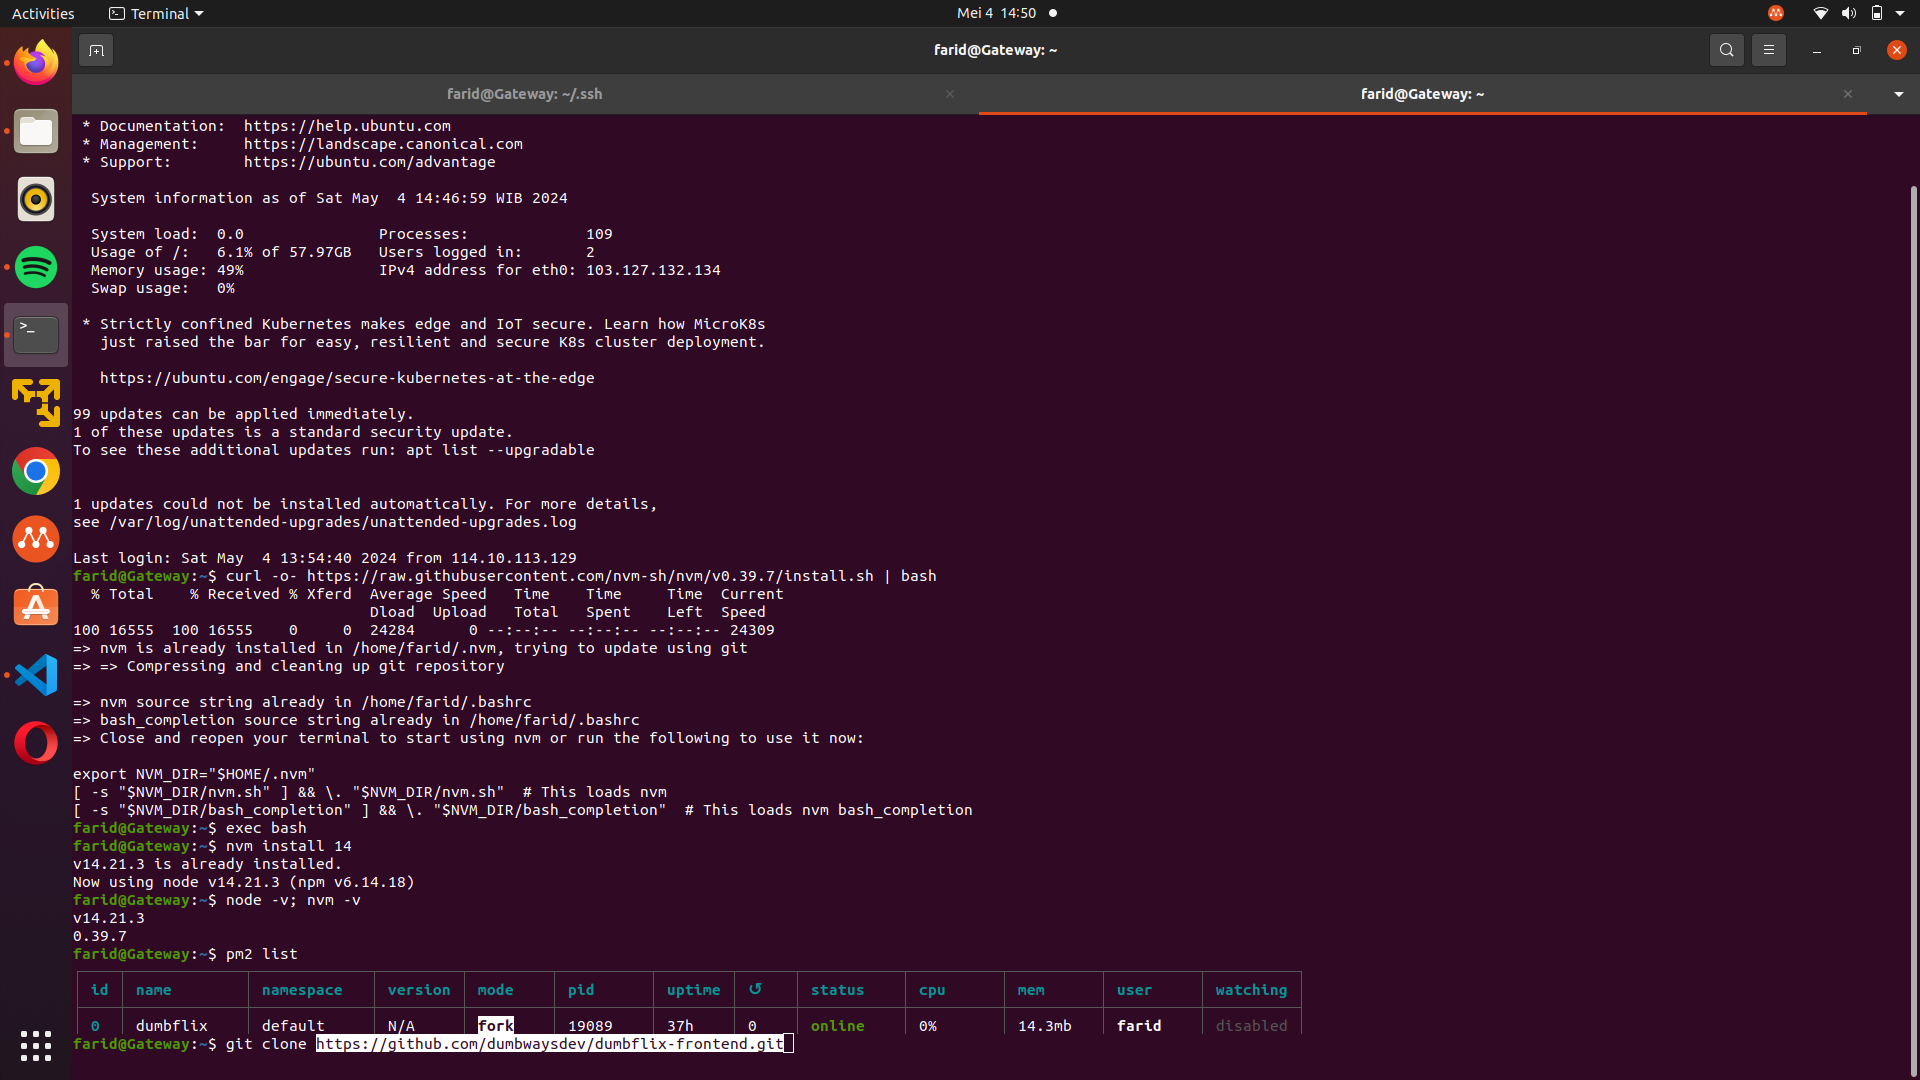 Activities Terminal Mei 4 14:50
farid@Gateway: ~
farid@Gateway: ~/.ssh farid@Gateway: ~
* Documentation: https://help.ubuntu.com
* Management: https://landscape.canonical.com
* Support: https://ubuntu.com/advantage
System information as of Sat May 4 14:46:59 WIB 2024
System load: 0.0 Processes: 109
Usage of /: 6.1% of 57.97GB Users logged in: 2
Memory usage: 49% IPv4 address for eth0: 103.127.132.134
Swap usage: 0%
* Strictly confined Kubernetes makes edge and IoT secure. Learn how MicroK8s
just raised the bar for easy, resilient and secure K8s cluster deployment.
https://ubuntu.com/engage/secure-kubernetes-at-the-edge
99 updates can be applied immediately.
1 of these updates is a standard security update.
To see these additional updates run: apt list --upgradable
1 updates could not be installed automatically. For more details,
see /var/log/unattended-upgrades/unattended-upgrades.log
Last login: Sat May 4 13:54:40 2024 from 114.10.113.129
farid@Gateway:~$ curl -o- https://raw.githubusercontent.com/nvm-sh/nvm/v0.39.7/install.sh | bash
% Total % Received % Xferd Average Speed Time Time Time Current
Dload Upload Total Spent Left Speed
100 16555 100 16555 0 0 24284 0 --:--:-- --:--:-- --:--:-- 24309
=> nvm is already installed in /home/farid/.nvm, trying to update using git
=> => Compressing and cleaning up git repository
=> nvm source string already in /home/farid/.bashrc
=> bash_completion source string already in /home/farid/.bashrc
=> Close and reopen your terminal to start using nvm or run the following to use it now:
export NVM_DIR="$HOME/.nvm"
[ -s "$NVM_DIR/nvm.sh" ] && \. "$NVM_DIR/nvm.sh" # This loads nvm
[ -s "$NVM_DIR/bash_completion" ] && \. "$NVM_DIR/bash_completion" # This loads nvm bash_completion
farid@Gateway:~$ exec bash
farid@Gateway:~$ nvm install 14
v14.21.3 is already installed.
Now using node v14.21.3 (npm v6.14.18)
farid@Gateway:~$ node -v; nvm -v
v14.21.3
0.39.7
farid@Gateway:~$ pm2 list
id name namespace version mode pid uptime ↺ status cpu mem user watching
0 dumbflix default N/A fork 19089 37h 0 online 0% 14.3mb farid disabled
farid@Gateway:~$ git clone https://github.com/dumbwaysdev/dumbflix-frontend.git